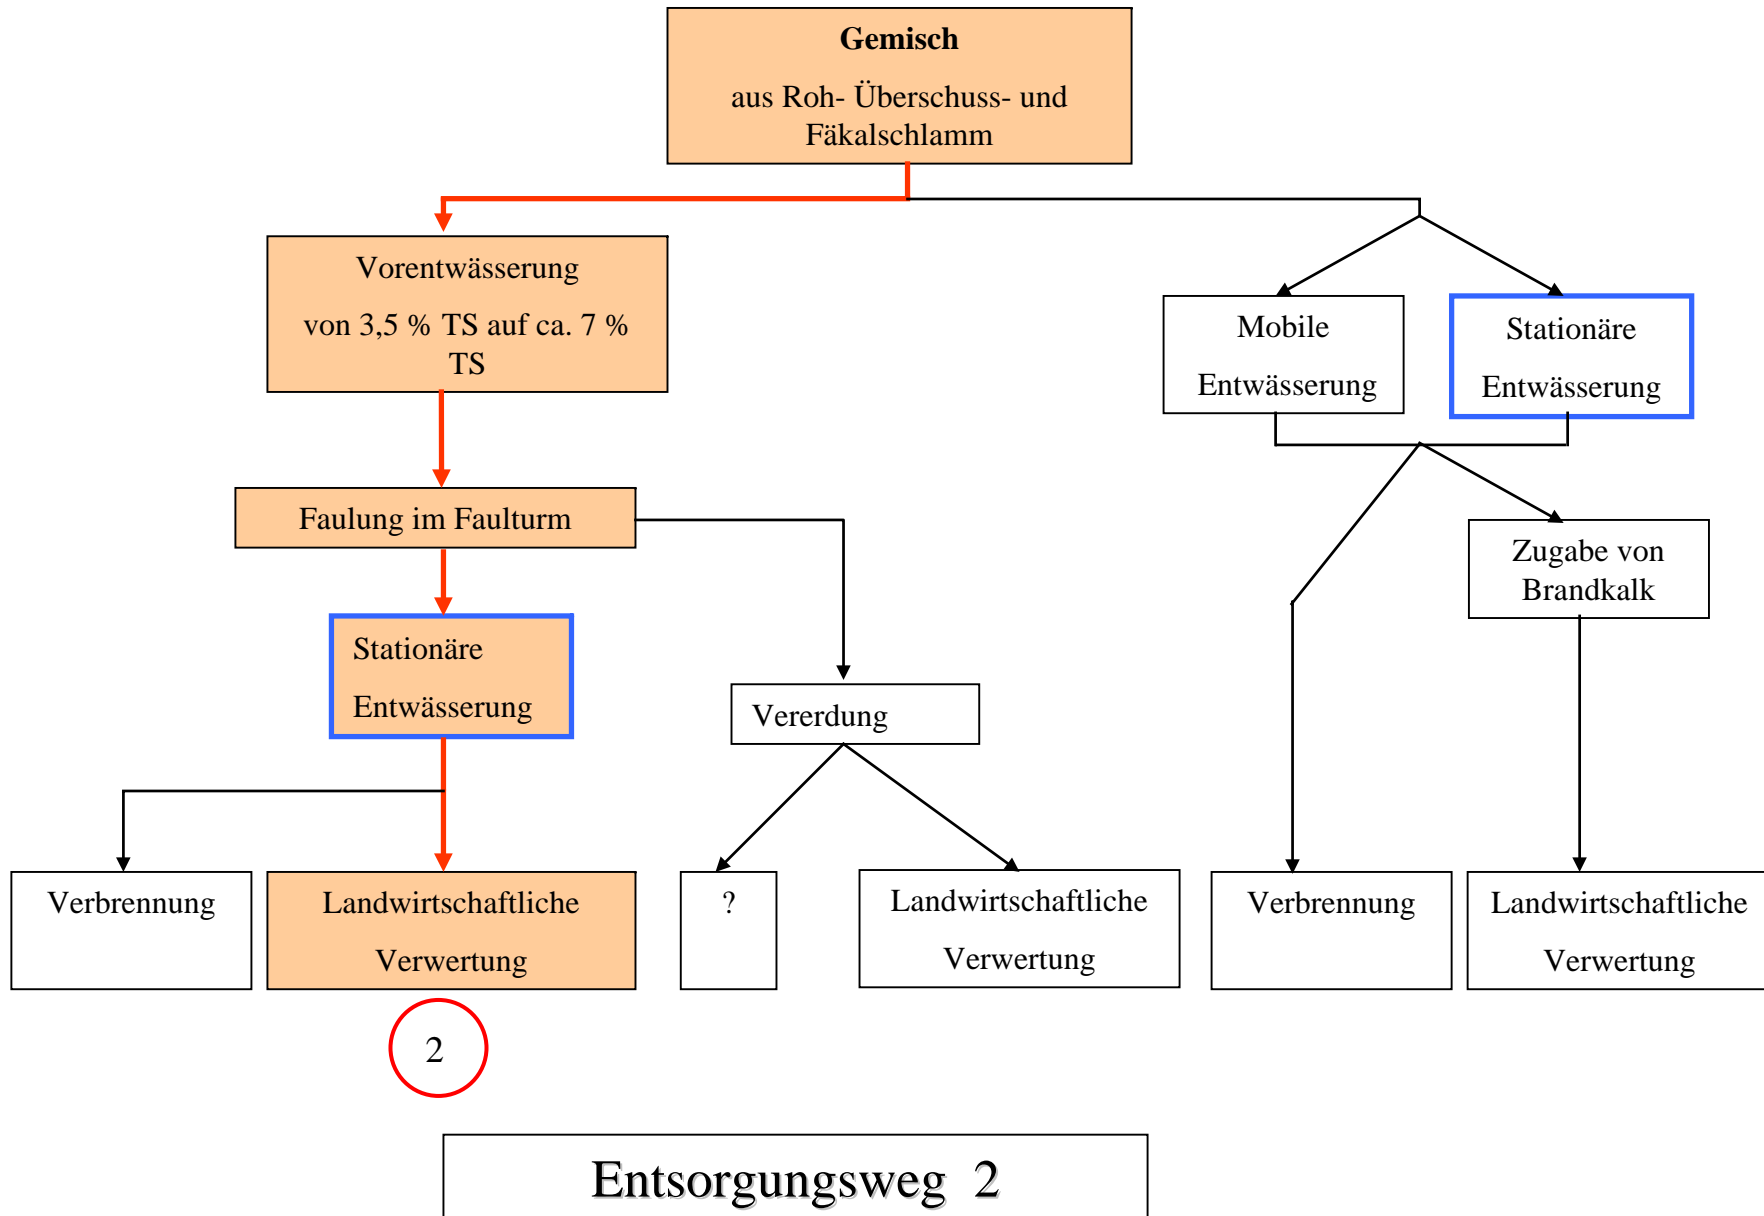 Gemisch
aus Roh- Überschuss- und
Fäkalschlamm
Vorentwässerung
von 3,5 % TS auf ca. 7 %
TS
Mobile
Entwässerung
Stationäre
Entwässerung
Faulung im Faulturm
Zugabe von
Brandkalk
Stationäre
Entwässerung
Vererdung
Verbrennung
Landwirtschaftliche
Verwertung
?
Landwirtschaftliche
Verwertung
Verbrennung
Landwirtschaftliche
Verwertung
2
Entsorgungsweg 2